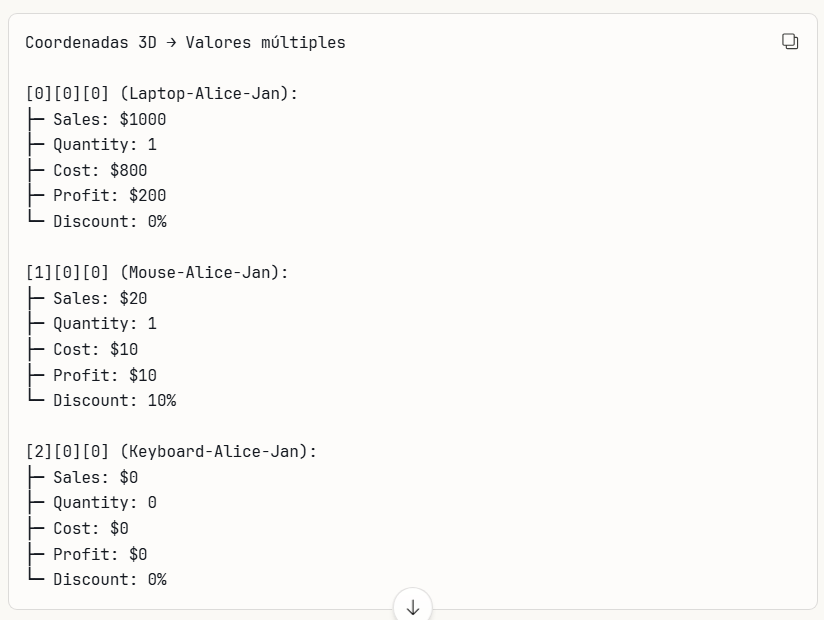 Coordenadas 3D → Valores múltiples
[0][0][0] (Laptop-Alice-Jan):
├─ Sales: $1000
├─ Quantity: 1
├─ Cost: $800
├─ Profit: $200
└─ Discount: 0%
[1][0][0] (Mouse-Alice-Jan):
├─ Sales: $20
├─ Quantity: 1
├─ Cost: $10
├─ Profit: $10
└─ Discount: 10%
[2][0][0] (Keyboard-Alice-Jan):
├─ Sales: $0
├─ Quantity: 0
├─ Cost: $0
├─ Profit: $0
└─ Discount: 0%